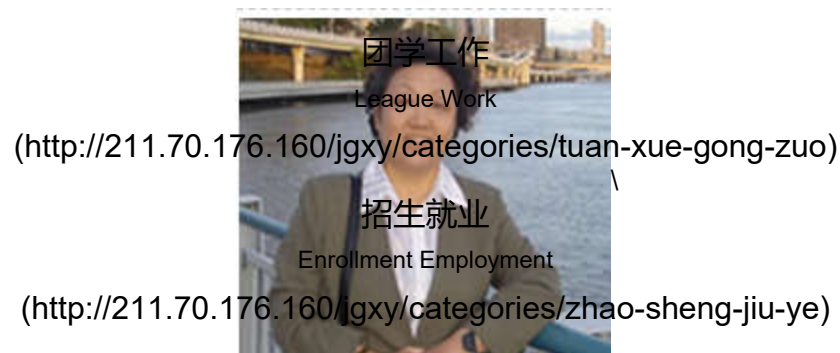 团学工作
League Work
(http://211.70.176.160/jgxy/categories/tuan-xue-gong-zuo)
\
招生就业
Enrollment Employment
(http://211.70.176.160/jgxy/categories/zhao-sheng-jiu-ye)